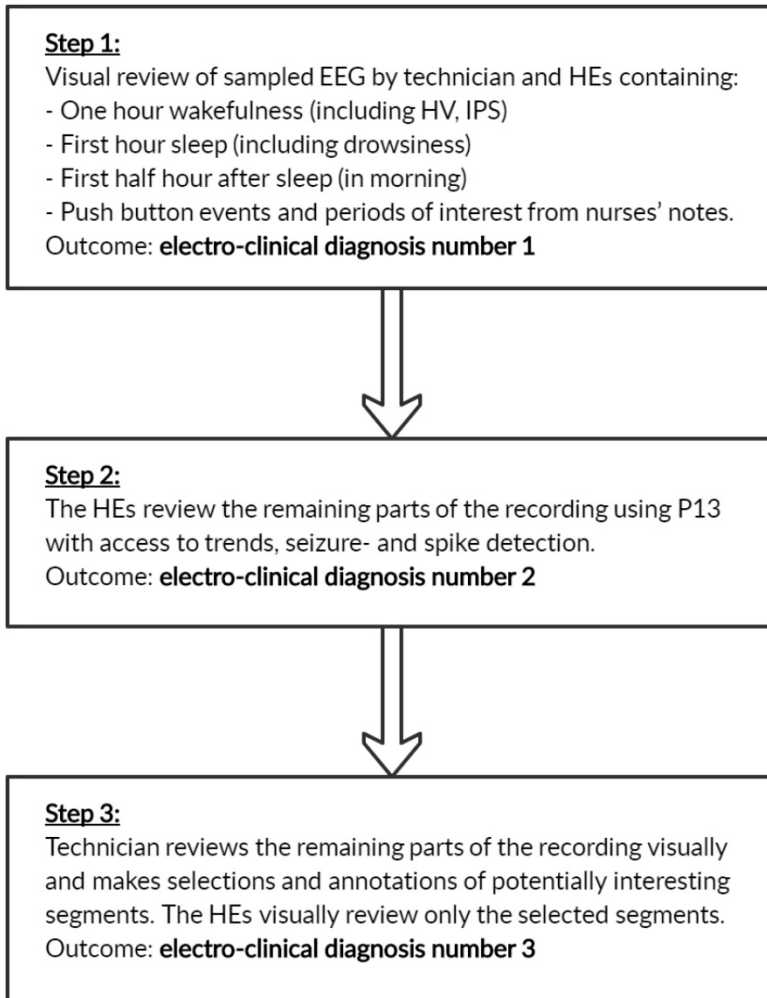 Step 1:
Visual review of sampled EEG by technician and HEs containing:
- One hour wakefulness (including HV, IPS)
- First hour sleep (including drowsiness)
- First half hour after sleep (in morning)
- Push button events and periods of interest from nurses’ notes.
Outcome: electro-clinical diagnosis number 1
Step 2:
The HEs review the remaining parts of the recording using P13
with access to trends, seizure- and spike detection.
Outcome: electro-clinical diagnosis number 2
Step 3:
Technician reviews the remaining parts of the recording visually
and makes selections and annotations of potentially interesting
segments. The HEs visually review only the selected segments.
Outcome: electro-clinical diagnosis number 3